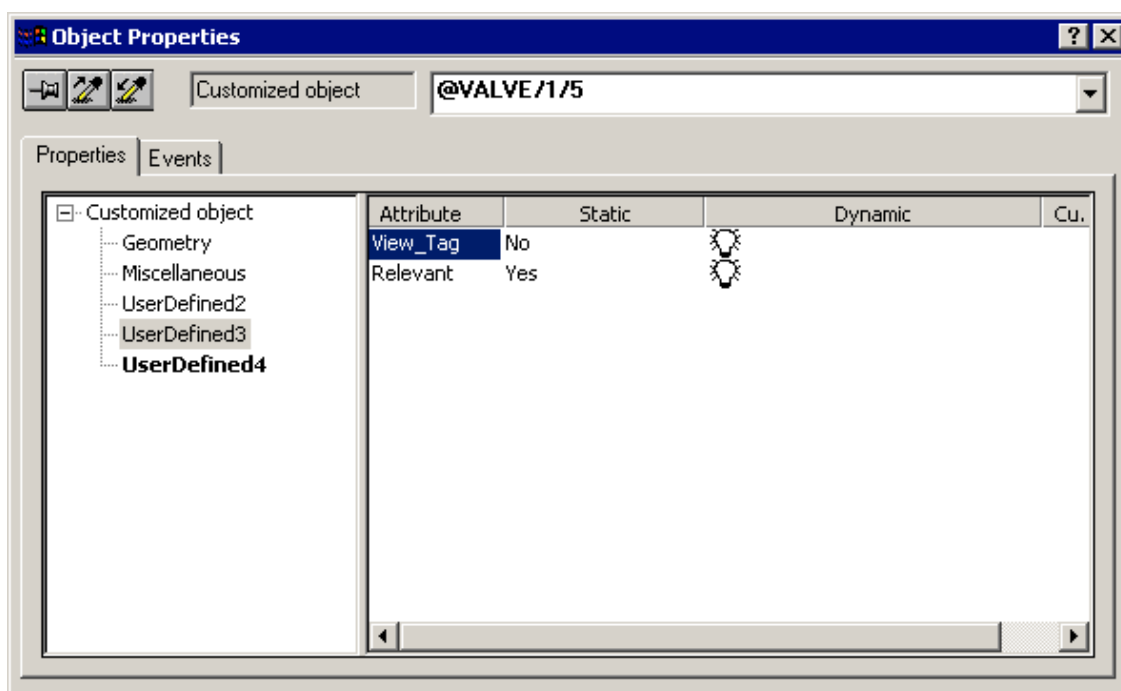 Object Properties
Customized object @VALVE/1/5
Properties Events
Customized object
Geometry
Miscellaneous
UserDefined2
UserDefined3
UserDefined4
Attribute Static Dynamic Cu.
View_Tag No
Relevant Yes